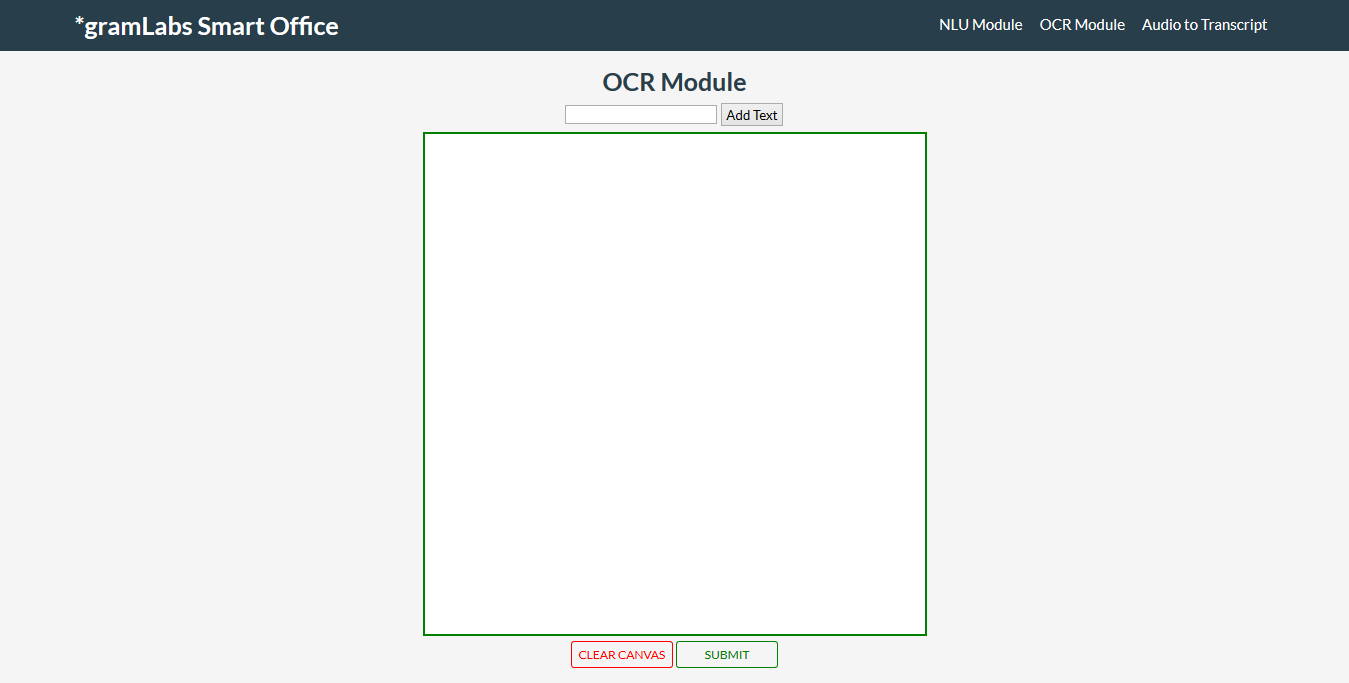 *gramLabs Smart Office
NLU Module OCR Module Audio to Transcript
OCR Module
Add Text
CLEAR CANVAS SUBMIT